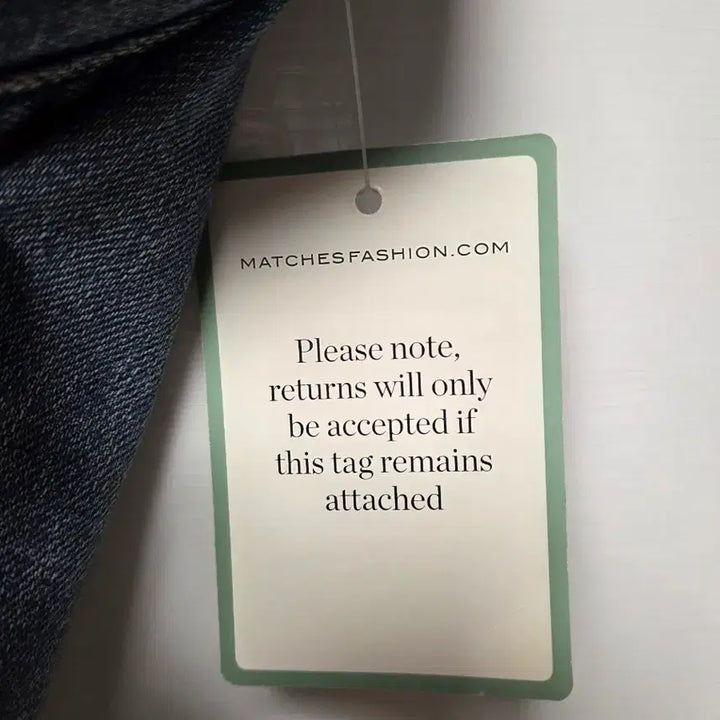 MATCHESFASHION.COM
Please note,
returns will only
be accepted if
this tag remains
attached